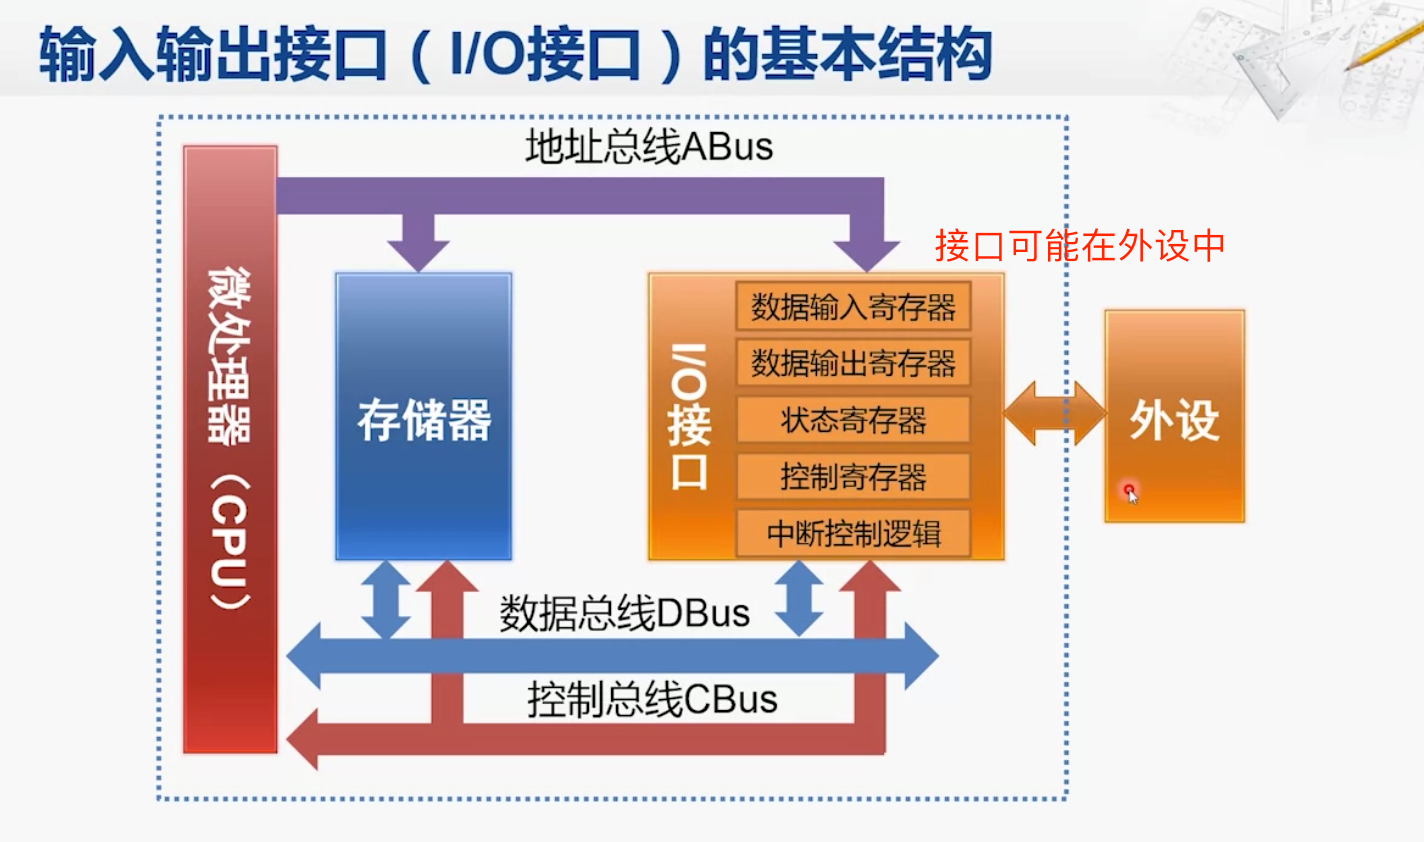 输入输出接口（I/O接口）的基本结构
地址总线ABus
接口可能在外设中
微处理器（CPU）
存储器
I/O接口
数据输入寄存器
数据输出寄存器
状态寄存器
控制寄存器
中断控制逻辑
外设
数据总线DBus
控制总线CBus